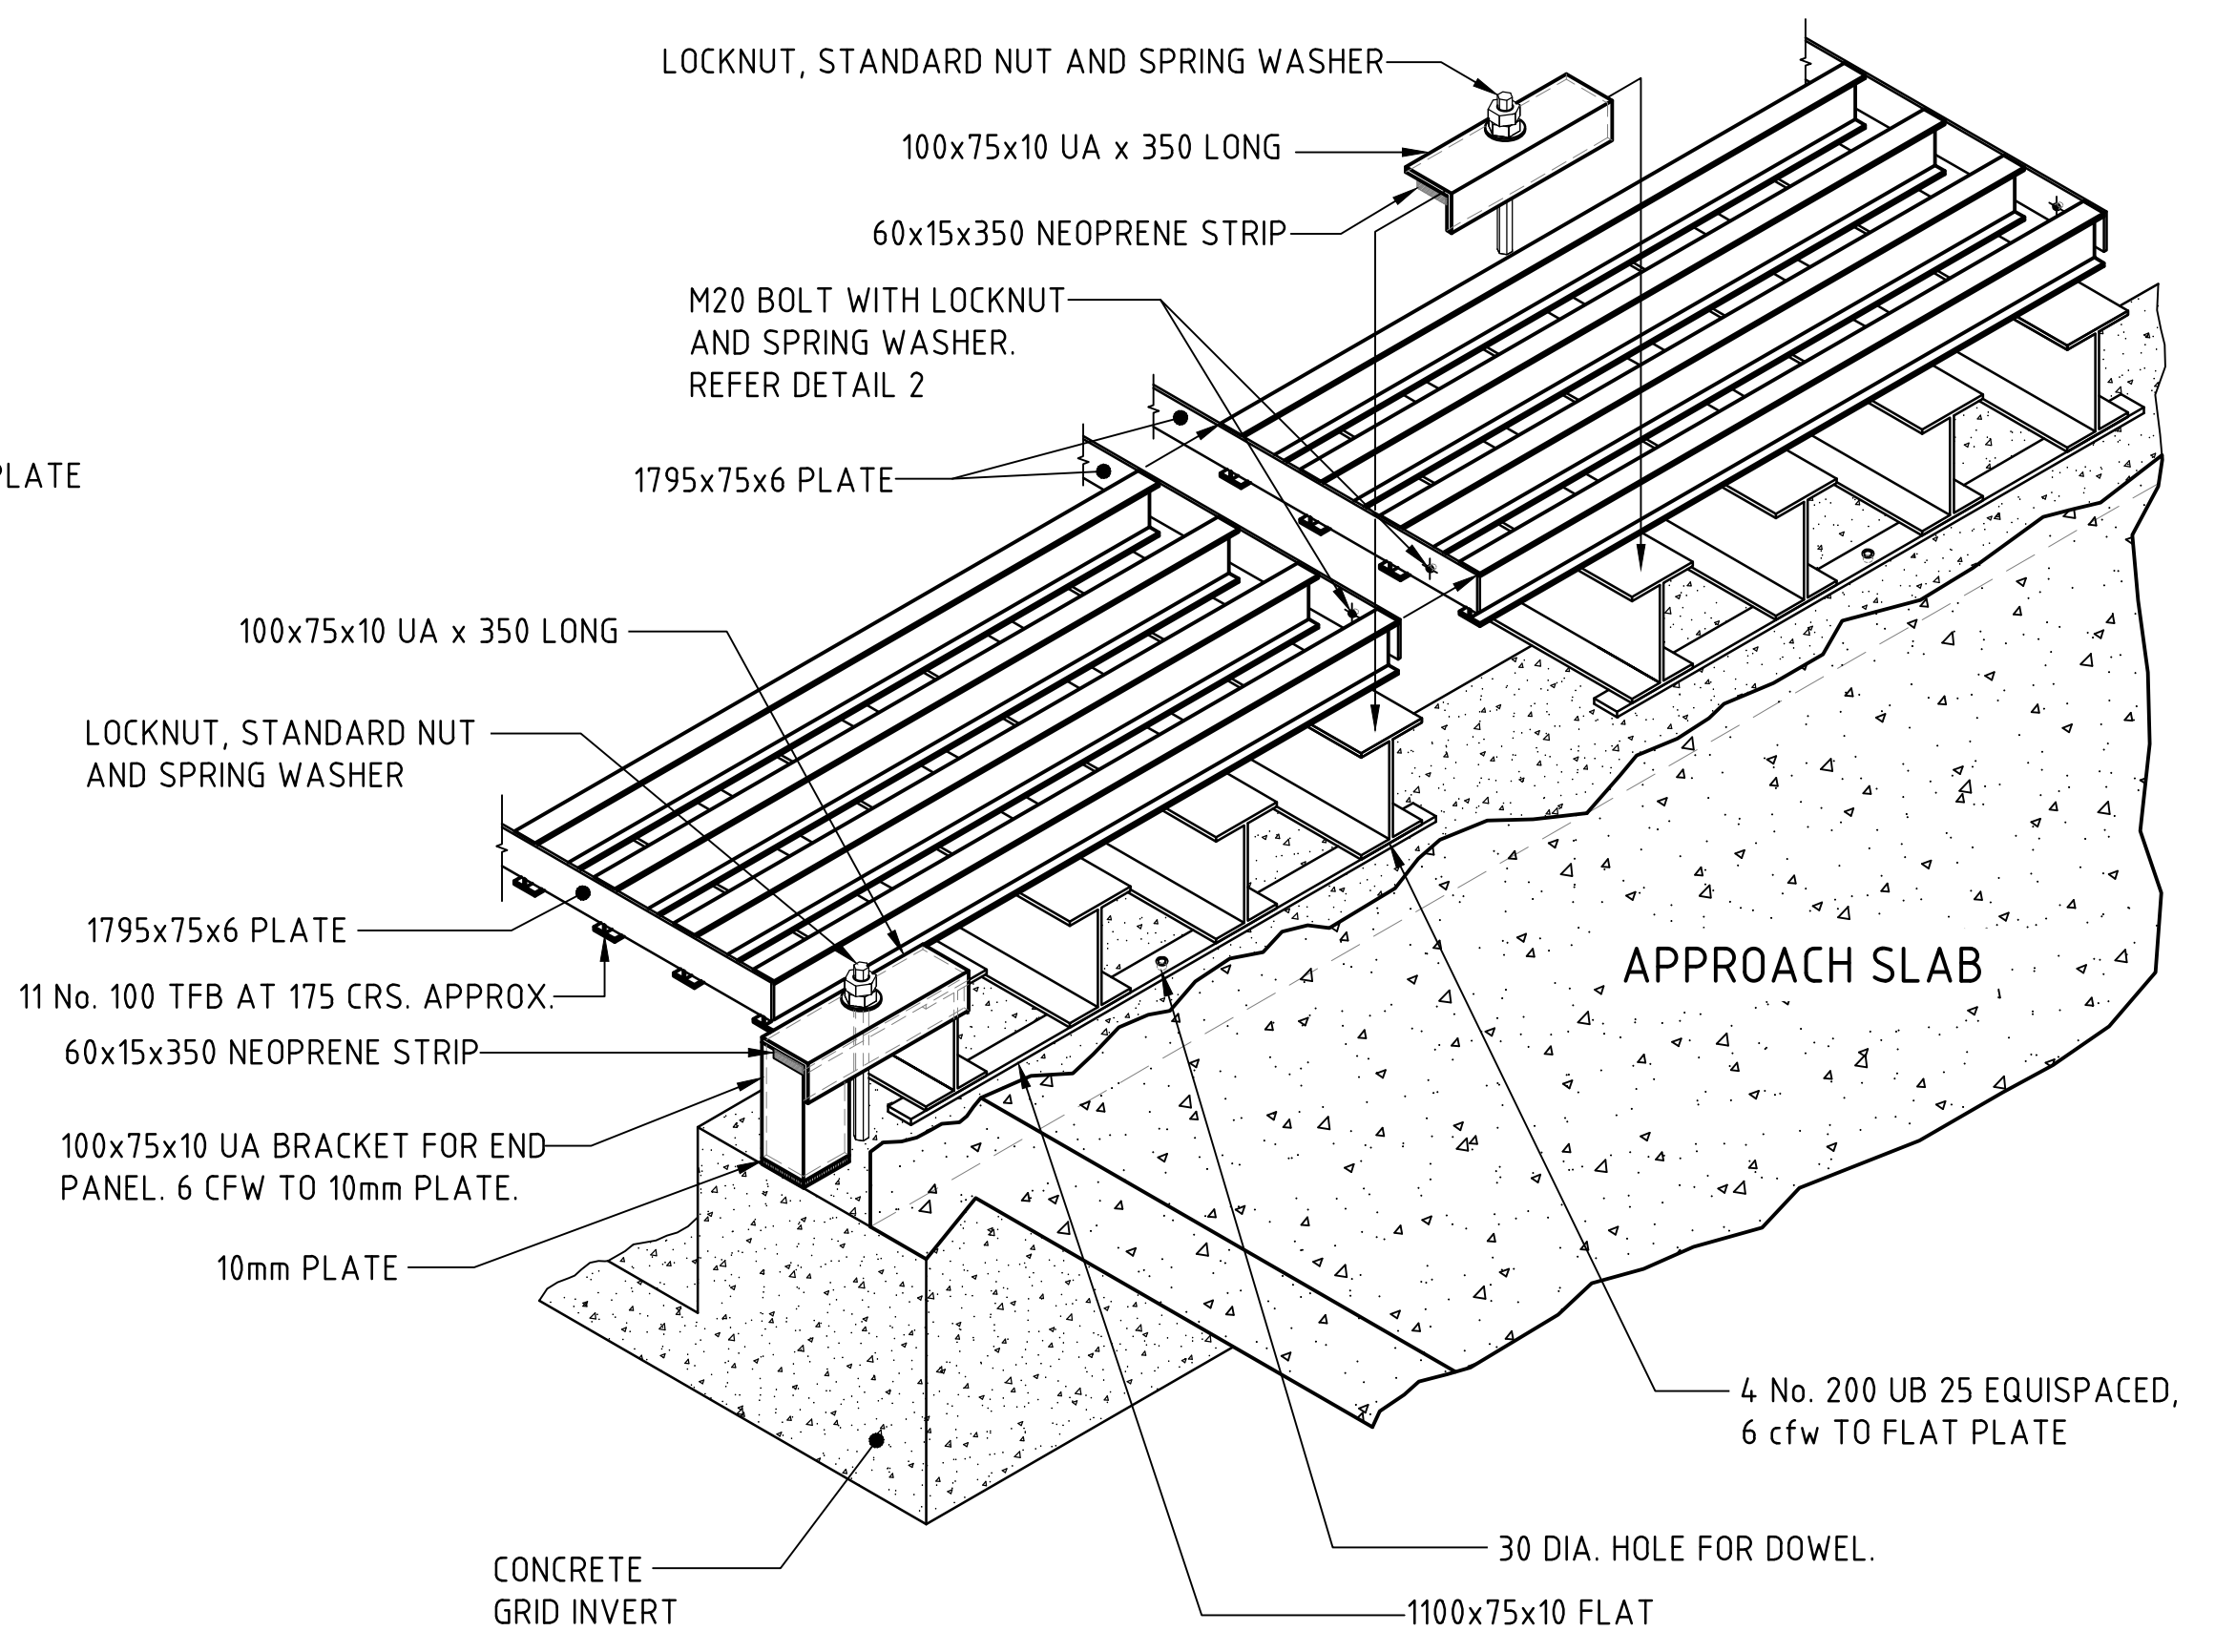 LOCKNUT, STANDARD NUT AND SPRING WASHER
100x75x10 UA x 350 LONG
60x15x350 NEOPRENE STRIP
M20 BOLT WITH LOCKNUT
AND SPRING WASHER.
REFER DETAIL 2
PLATE
1795x75x6 PLATE
100x75x10 UA x 350 LONG
LOCKNUT, STANDARD NUT
AND SPRING WASHER
1795x75x6 PLATE
11 No. 100 TFB AT 175 CRS. APPROX.
60x15x350 NEOPRENE STRIP
100x75x10 UA BRACKET FOR END
PANEL. 6 CFW TO 10mm PLATE.
10mm PLATE
APPROACH SLAB
4 No. 200 UB 25 EQUISPACED,
6 cfw TO FLAT PLATE
30 DIA. HOLE FOR DOWEL.
CONCRETE
GRID INVERT
1100x75x10 FLAT